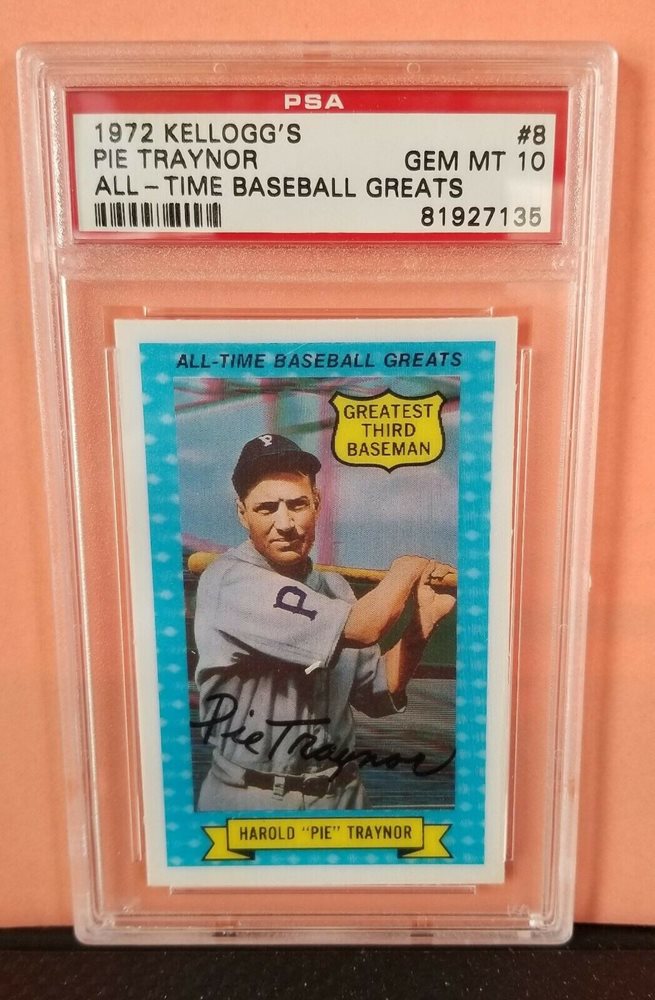 PSA
1972 KELLOGG'S #8
PIE TRAYNOR GEM MT 10
ALL-TIME BASEBALL GREATS
81927135
ALL-TIME BASEBALL GREATS
GREATEST
THIRD
BASEMAN
P
P
Pie Traynor
HAROLD "PIE" TRAYNOR